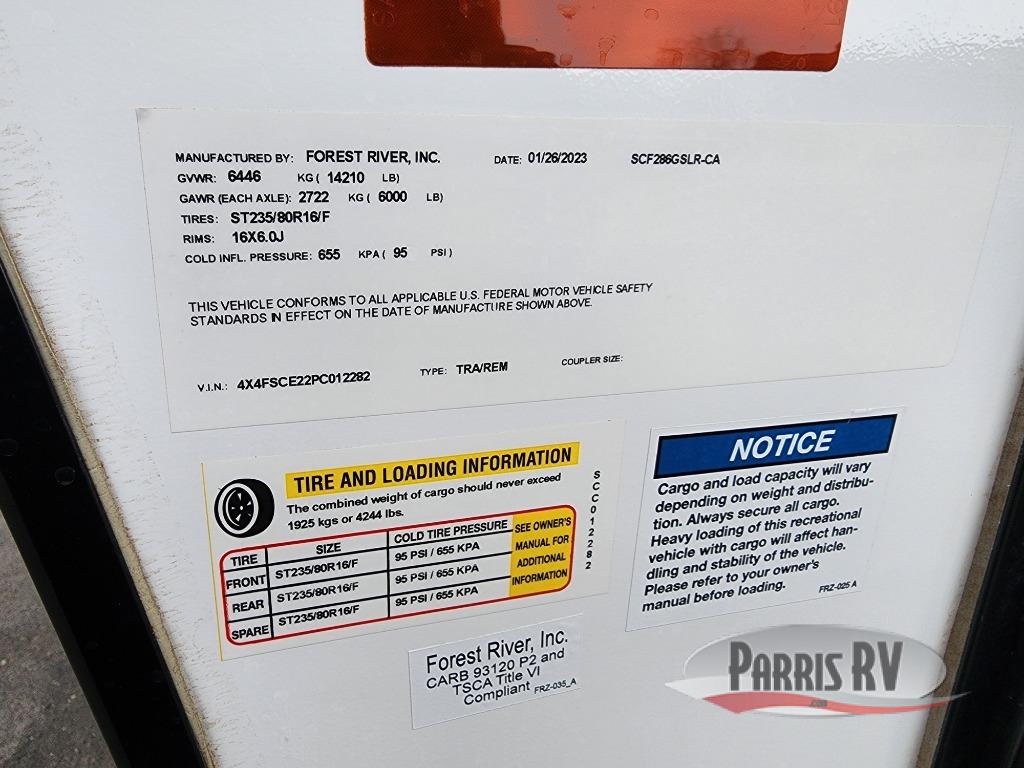 MANUFACTURED BY: FOREST RIVER, INC. DATE: 01/26/2023 SCF286GSLR-CA
GVWR: 6446 KG ( 14210 LB)
GAWR (EACH AXLE): 2722 KG ( 6000 LB)
TIRES: ST235/80R16/F
RIMS: 16X6.0J
COLD INFL. PRESSURE: 655 KPA ( 95 PSI )
THIS VEHICLE CONFORMS TO ALL APPLICABLE U.S. FEDERAL MOTOR VEHICLE SAFETY
STANDARDS IN EFFECT ON THE DATE OF MANUFACTURE SHOWN ABOVE.
V.I.N.: 4X4FSCE22PC012282 TYPE: TRA/REM COUPLER SIZE:
TIRE AND LOADING INFORMATION
The combined weight of cargo should never exceed
1925 kgs or 4244 lbs.
TIRE SIZE COLD TIRE PRESSURE
FRONT ST235/80R16/F 95 PSI / 655 KPA
REAR ST235/80R16/F 95 PSI / 655 KPA
SPARE ST235/80R16/F 95 PSI / 655 KPA
SEE OWNER'S
MANUAL FOR
ADDITIONAL
INFORMATION
SCC012282
NOTICE
Cargo and load capacity will vary
depending on weight and distribu-
tion. Always secure all cargo.
Heavy loading of this recreational
vehicle with cargo will affect han-
dling and stability of the vehicle.
Please refer to your owner's
manual before loading.
FRZ-025 A
Forest River, Inc.
CARB 93120 P2 and
TSCA Title VI
Compliant FRZ-035_A
PARRIS RV
.com